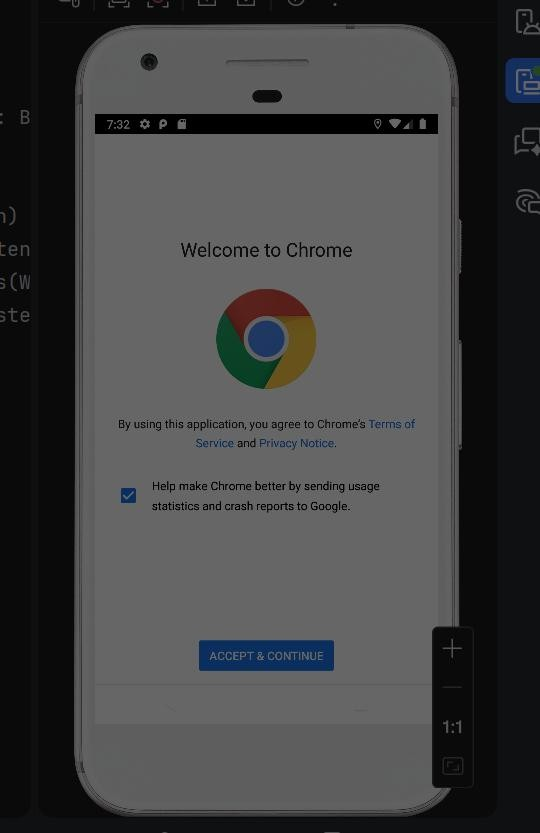 : B
n)
ten
s(W
ste
7:32
Welcome to Chrome
By using this application, you agree to Chrome's Terms of
Service and Privacy Notice.
Help make Chrome better by sending usage
statistics and crash reports to Google.
ACCEPT & CONTINUE
1:1